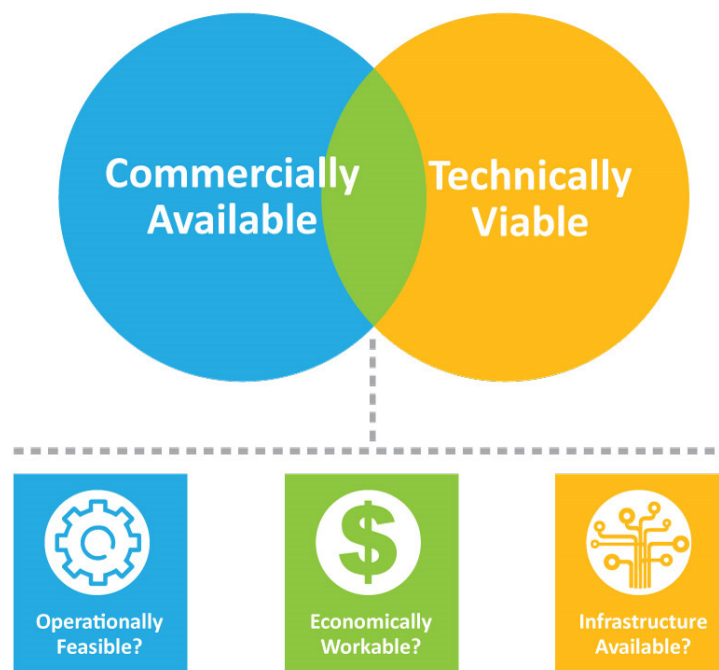 Commercially
Available
Technically
Viable
$
Operationally
Feasible?
Economically
Workable?
Infrastructure
Available?